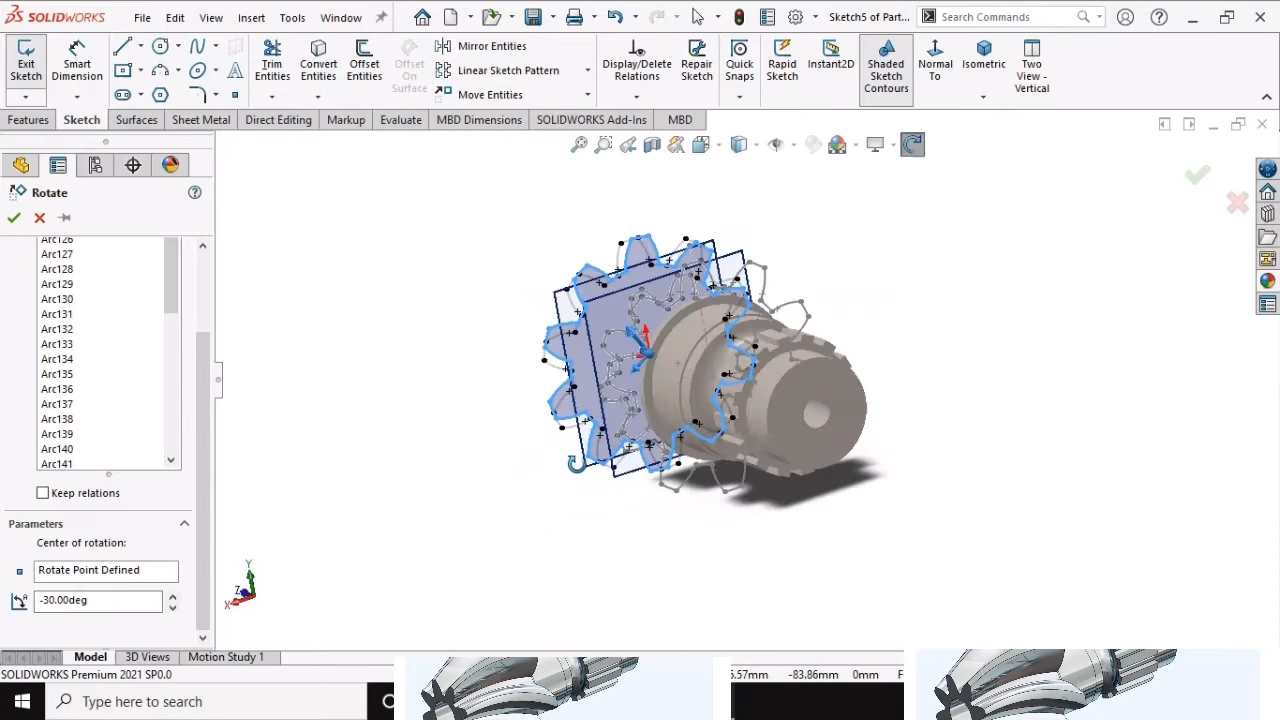 SOLIDWORKS File Edit View Insert Tools Window Sketch5 of Part... Search Commands
Exit Sketch
Smart Dimension
Trim Entities
Convert Entities
Offset Entities
Offset On Surface
Mirror Entities
Linear Sketch Pattern
Move Entities
Display/Delete Relations
Repair Sketch
Quick Snaps
Rapid Sketch
Instant2D
Shaded Sketch Contours
Normal To
Isometric
Two View - Vertical
Features Sketch Surfaces Sheet Metal Direct Editing Markup Evaluate MBD Dimensions SOLIDWORKS Add-Ins MBD
Rotate
Arc126
Arc127
Arc128
Arc129
Arc130
Arc131
Arc132
Arc133
Arc134
Arc135
Arc136
Arc137
Arc138
Arc139
Arc140
Arc141
Keep relations
Parameters
Center of rotation:
Rotate Point Defined
-30.00deg
Y
Z
X
Model 3D Views Motion Study 1
SOLIDWORKS Premium 2021 SP0.0 -83.86mm 0mm
Type here to search